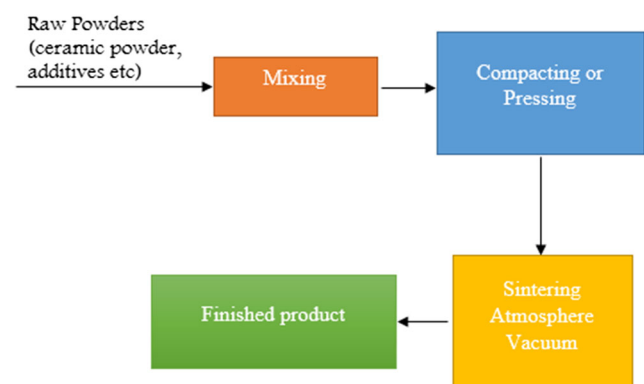 Raw Powders
(ceramic powder,
additives etc)
Mixing
Compacting or
Pressing
Sintering
Atmosphere
Vacuum
Finished product